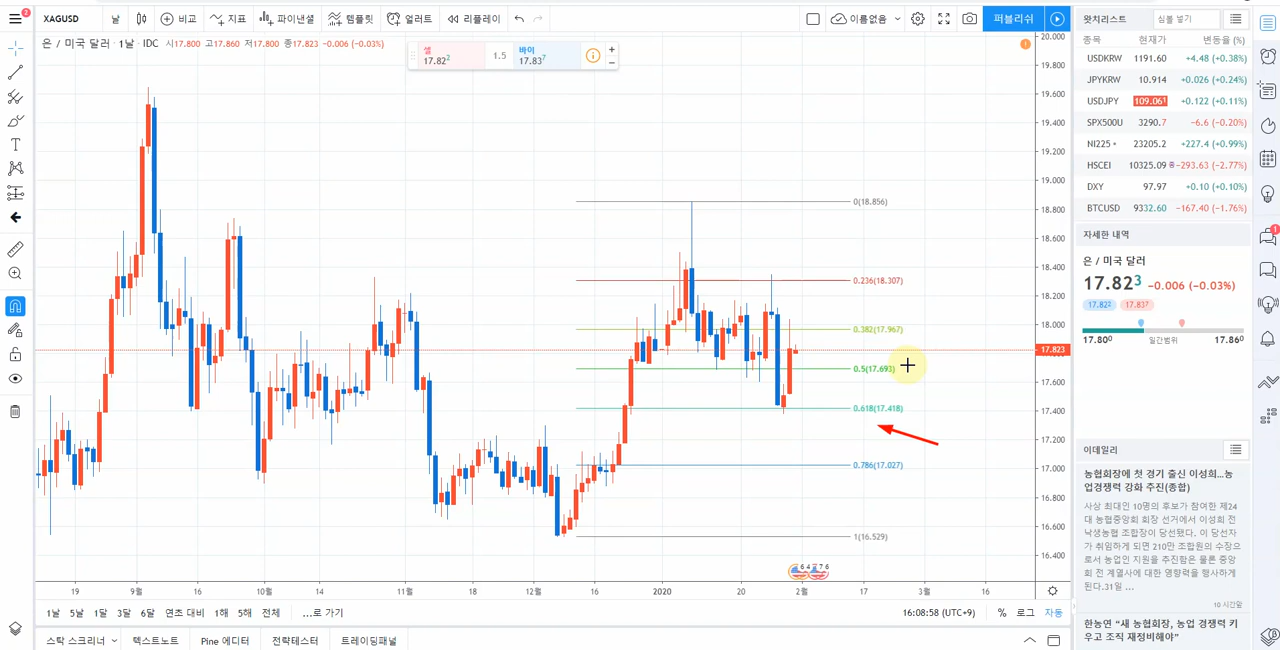 2
XAGUSD
날
비교
지표
파이낸셜
템플릿
얼러트
리플레이
이름없음
퍼블리쉬
은 / 미국 달러 · 1날 · IDC 시17.800 고17.860 저17.800 종17.823 -0.006 (-0.03%)
셀
17.82²
1.5
바이
17.83⁷
20.000
19.800
19.600
19.400
19.200
19.000
18.800
18.600
18.400
18.200
18.000
17.823
17.600
17.400
17.200
17.000
16.800
16.600
16.400
0(18.856)
0.236(18.307)
0.382(17.967)
0.5(17.693)
0.618(17.418)
0.786(17.027)
1(16.529)
6 4 7 7 6
19
9월
16
10월
14
11월
18
12월
16
2020
20
2월
17
3월
16
1날 5날 1달 3달 6달 연초 대비 1해 5해 전체 ...로 가기
16:08:58 (UTC+9)
% 로그 자동
스탁 스크리너
텍스트노트
Pine 에디터
전략테스터
트레이딩패널
왓치리스트
심볼 넣기
종목 현재가 변동율 (%)
USDKRW 1191.60 +4.48 (+0.38%)
JPYKRW 10.914 +0.026 (+0.24%)
USDJPY 109.06¹ +0.122 (+0.11%)
SPX500U 3290.7 −6.6 (−0.20%)
NI225 23205.2 +227.4 (+0.99%)
HSCEI 10325.09 −293.63 (−2.77%)
DXY 97.97 +0.10 (+0.10%)
BTCUSD 9332.60 −167.40 (−1.76%)
자세한 내역
은 / 미국 달러
17.82³ −0.006 (−0.03%)
17.82² 17.83⁷
17.80⁰ 일간범위 17.86⁰
이데일리
농협회장에 첫 경기 출신 이성희...농
업경쟁력 강화 추진(종합)
사상 최대인 10명의 후보가 참여한 제24
대 농협중앙회 회장 선거에서 이성희 전
낙생농협 조합장이 당선됐다. 이 당선자
가 취임하게 되면 210만 조합원의 수장으
로서 농업인 지원을 추진함은 물론 중앙
회 전 계열사에 대한 영향력을 행사하게
된다.31일 ...
10 시간앞
한농연 “새 농협회장, 농업 경쟁력 키
우고 조직 재정비해야”
1